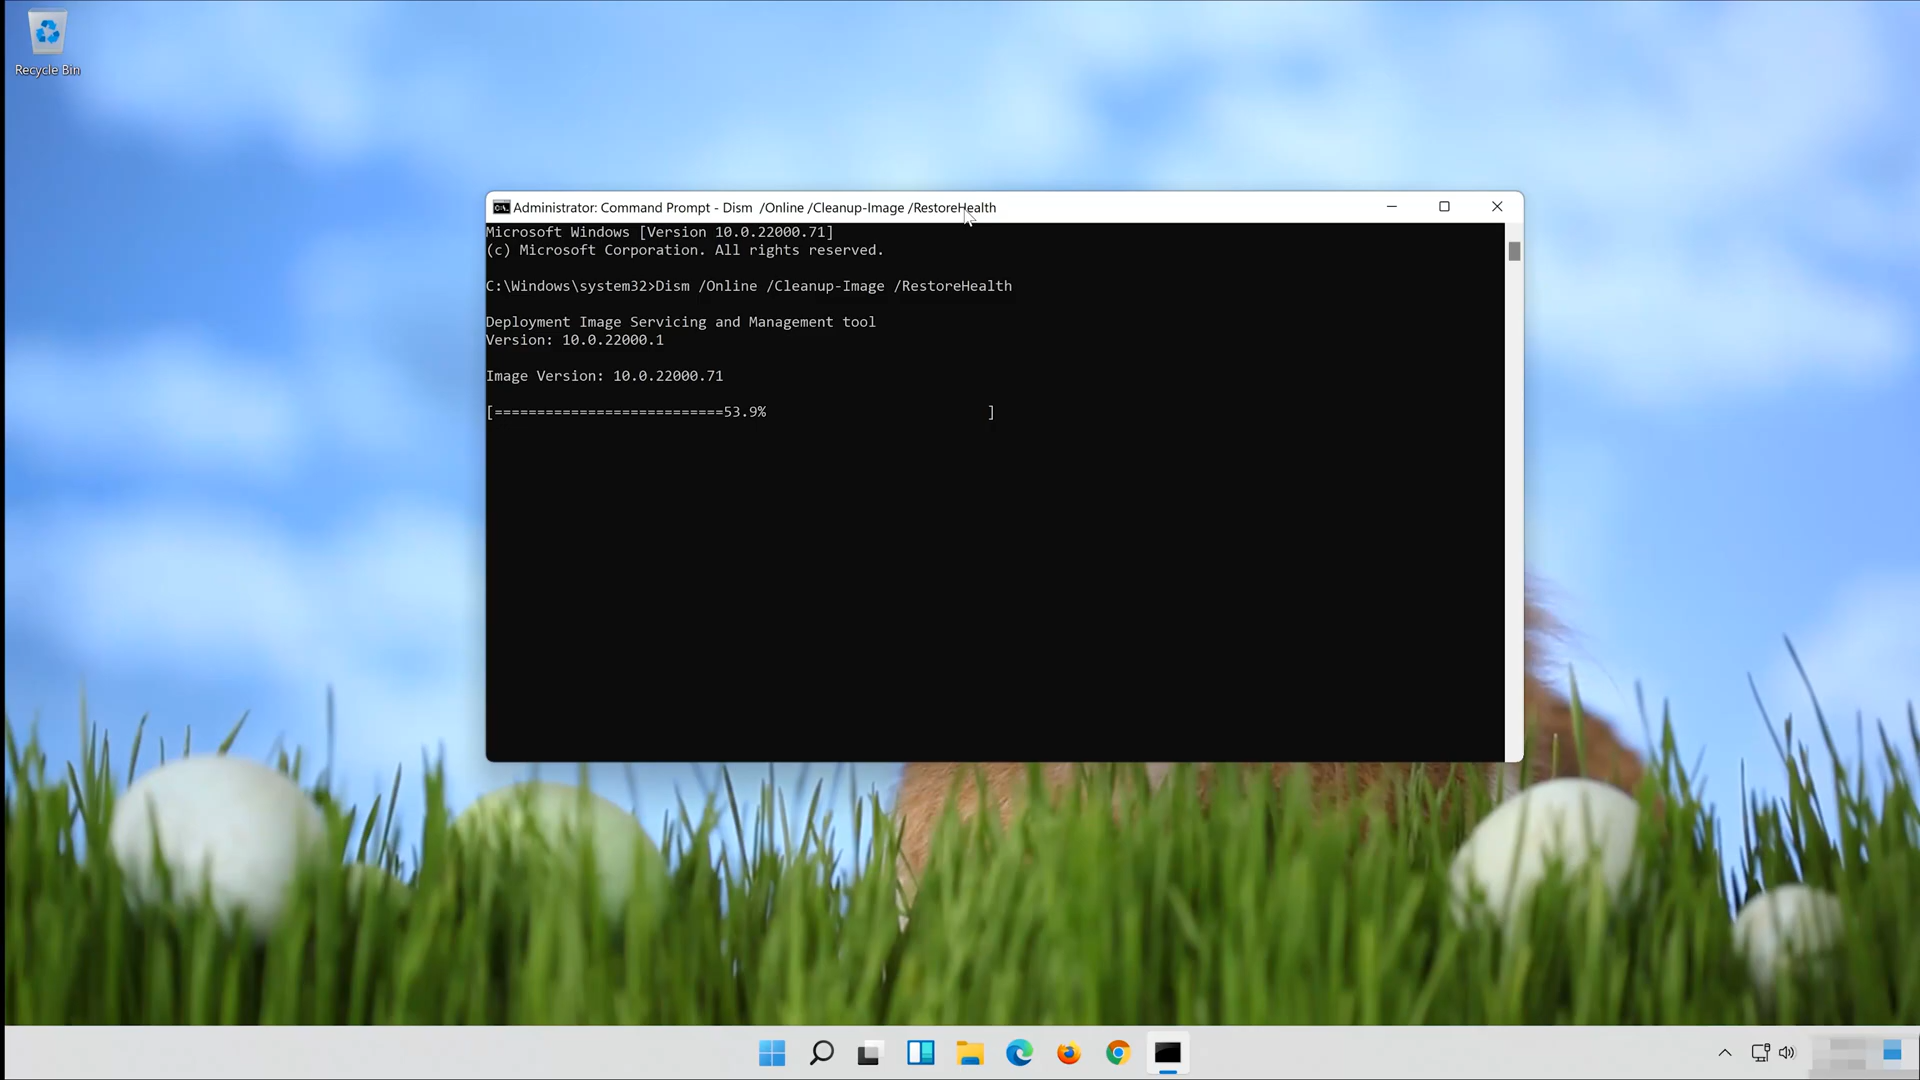 Recycle Bin
Administrator: Command Prompt - Dism  /Online /Cleanup-Image /RestoreHealth
Microsoft Windows [Version 10.0.22000.71]
(c) Microsoft Corporation. All rights reserved.
C:\Windows\system32>Dism /Online /Cleanup-Image /RestoreHealth
Deployment Image Servicing and Management tool
Version: 10.0.22000.1
Image Version: 10.0.22000.71
[===========================53.9%                          ]